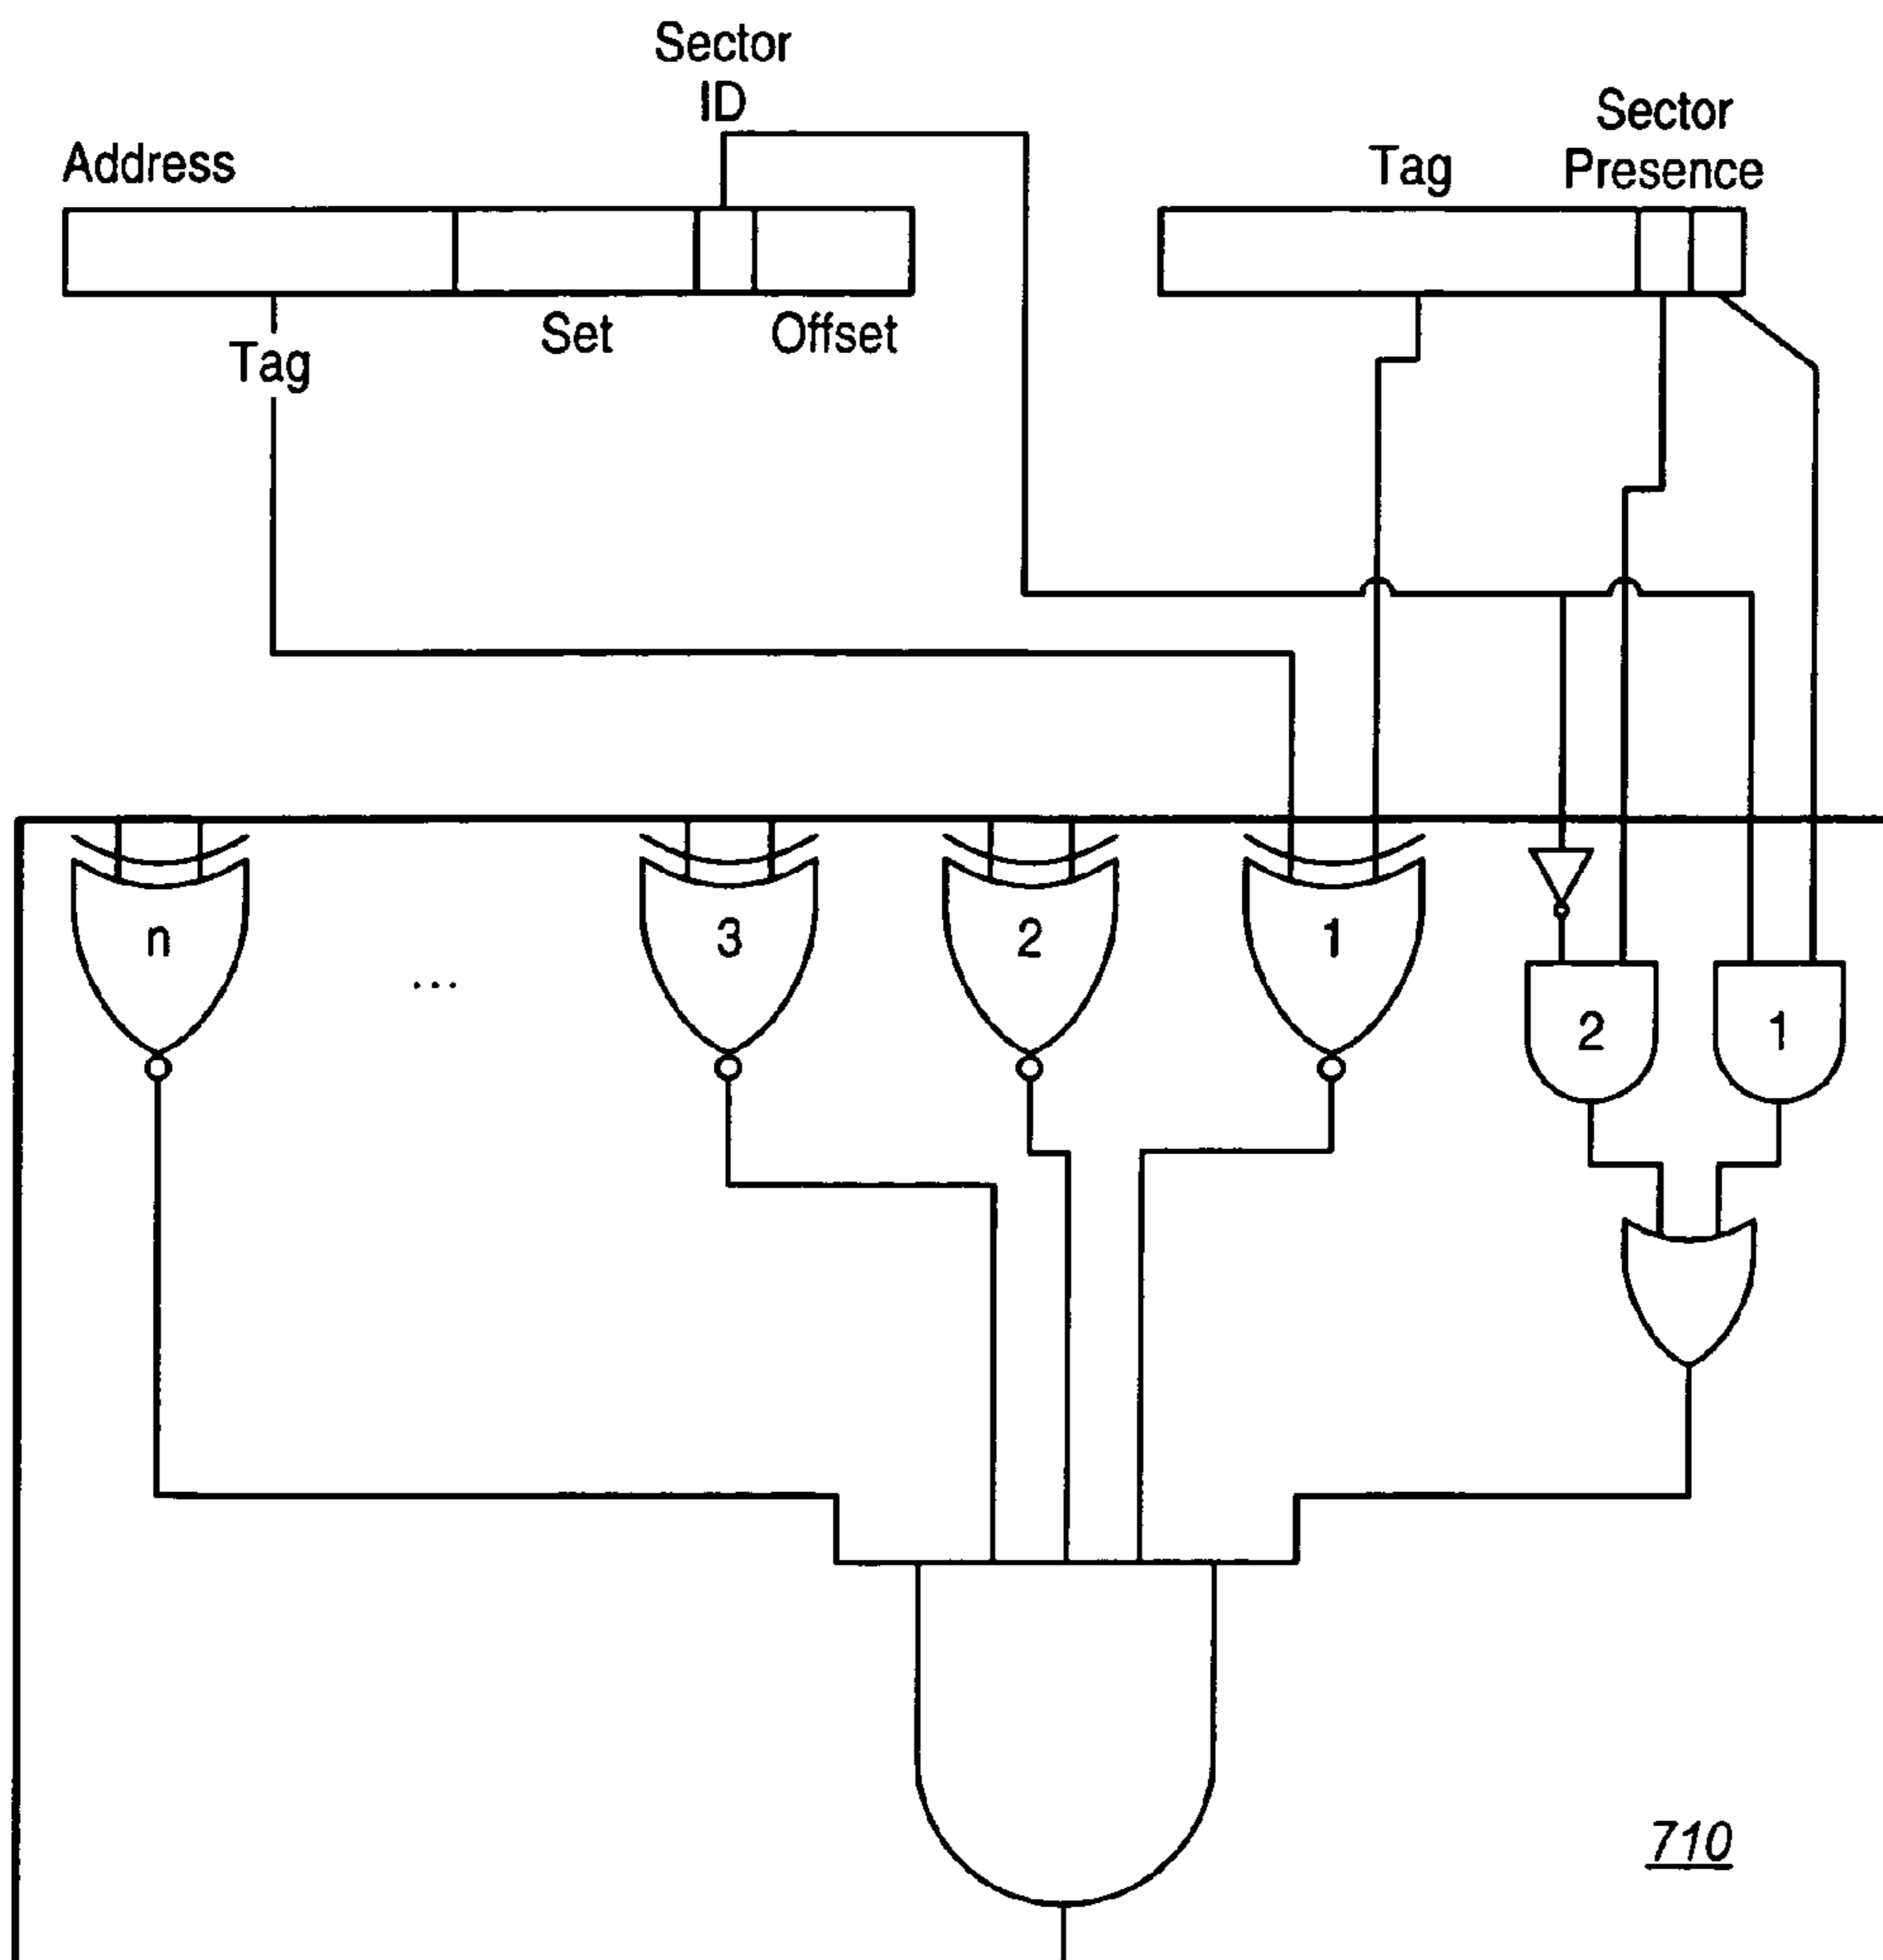 Sector
ID
Address
Tag
Sector
Presence
Set
Offset
Tag
n
...
3
2
1
2
1
710